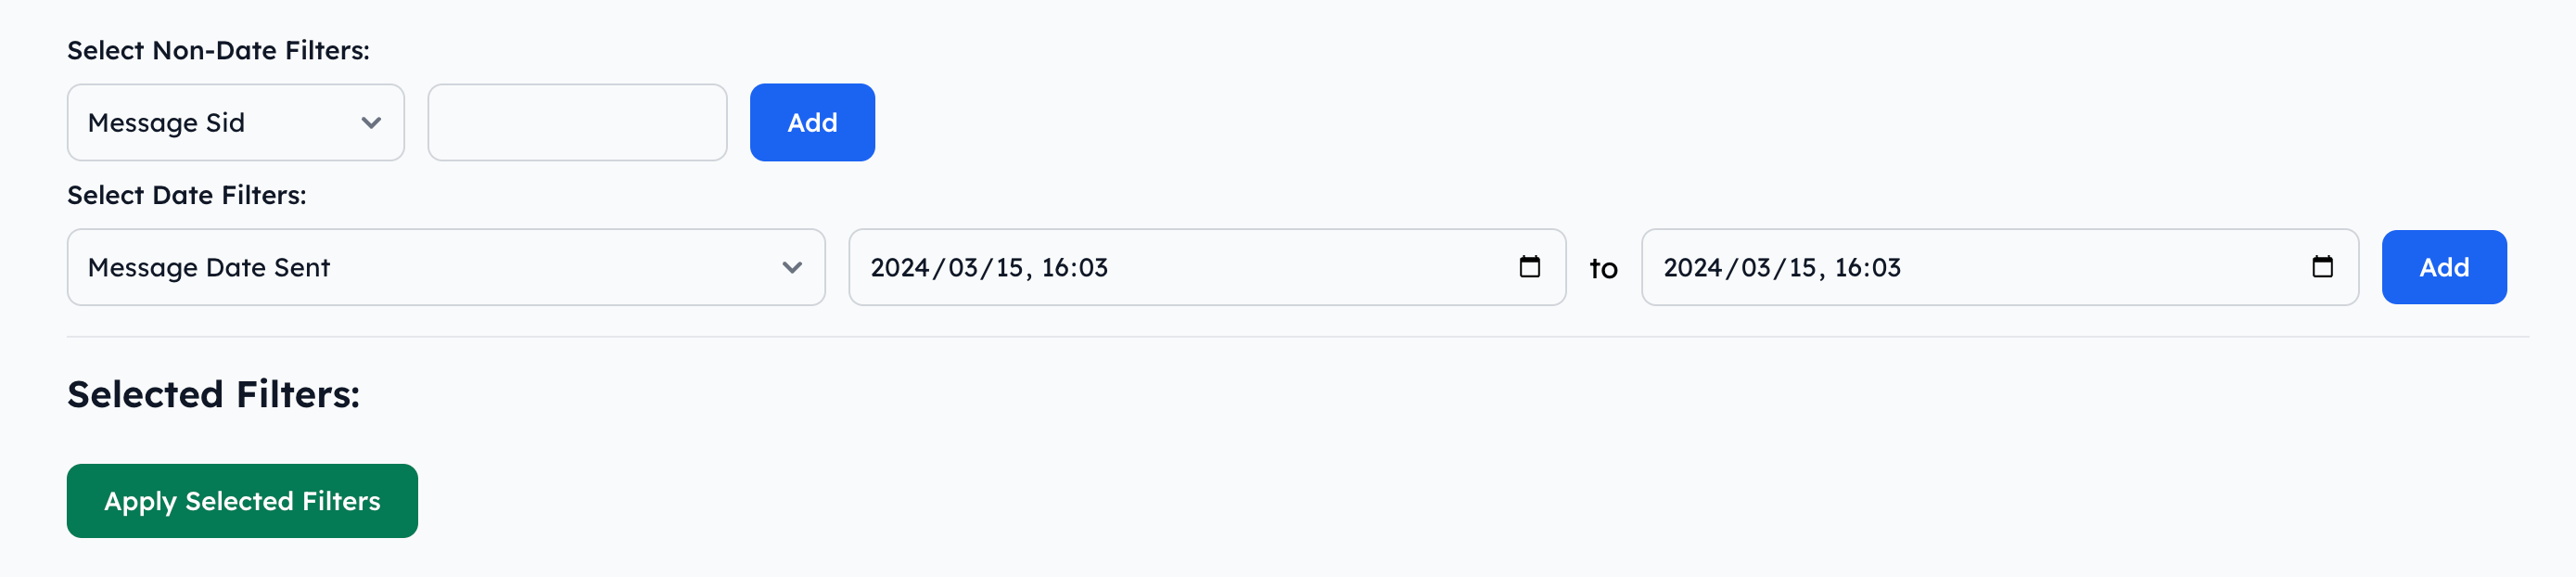 Select Non-Date Filters:
Message Sid Add
Select Date Filters:
Message Date Sent 2024/03/15, 16:03 to 2024/03/15, 16:03 Add
Selected Filters:
Apply Selected Filters